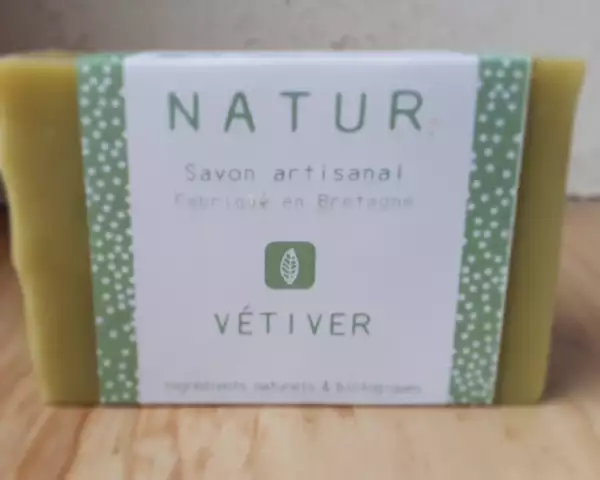 NATUR
Savon artisanal
Fabriqué en Bretagne
VÉTIVER
ingrédients naturels & biologiques